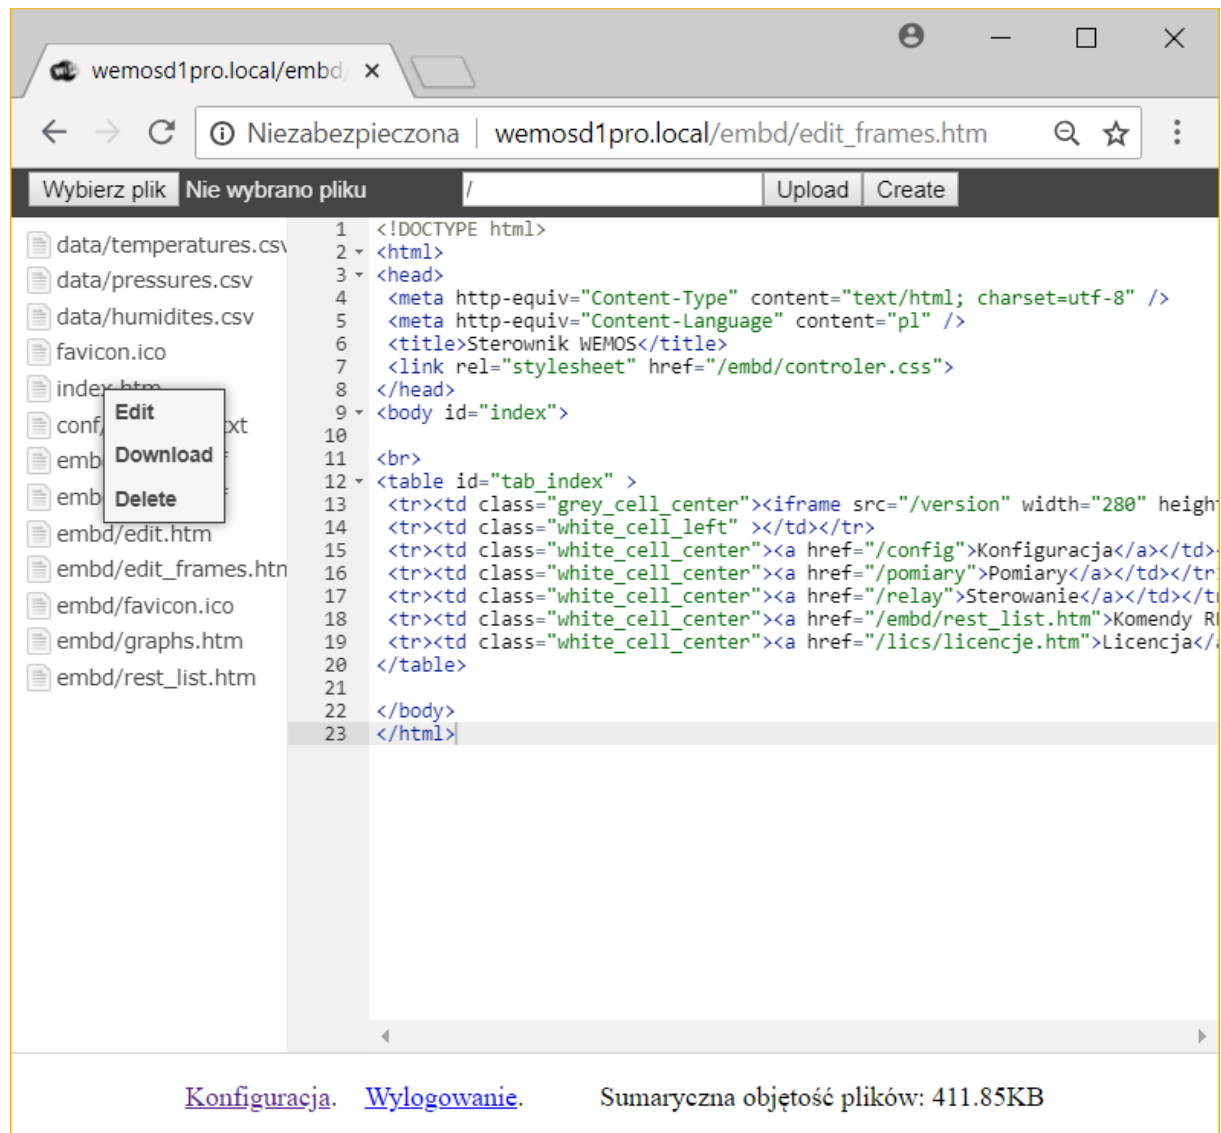 wemosd1pro.local/embd/
Niezabezpieczona wemosd1pro.local/embd/edit_frames.htm
Wybierz plik Nie wybrano pliku / Upload Create
data/temperatures.csv
data/pressures.csv
data/humidites.csv
favicon.ico
index.htm
conf/ xt
emb
emb
embd/edit.htm
embd/edit_frames.htm
embd/favicon.ico
embd/graphs.htm
embd/rest_list.htm
Edit
Download
Delete
1 <!DOCTYPE html>
2 <html>
3 <head>
4 <meta http-equiv="Content-Type" content="text/html; charset=utf-8" />
5 <meta http-equiv="Content-Language" content="pl" />
6 <title>Sterownik WEMOS</title>
7 <link rel="stylesheet" href="/embd/controler.css">
8 </head>
9 <body id="index">
10
11 <br>
12 <table id="tab_index" >
13 <tr><td class="grey_cell_center"><iframe src="/version" width="280" heigh
14 <tr><td class="white_cell_left" ></td></tr>
15 <tr><td class="white_cell_center"><a href="/config">Konfiguracja</a></td>
16 <tr><td class="white_cell_center"><a href="/pomiary">Pomiary</a></td></tr
17 <tr><td class="white_cell_center"><a href="/relay">Sterowanie</a></td></t
18 <tr><td class="white_cell_center"><a href="/embd/rest_list.htm">Komendy R
19 <tr><td class="white_cell_center"><a href="/lics/licencje.htm">Licencja</
20 </table>
21
22 </body>
23 </html>
Konfiguracja. Wylogowanie. Sumaryczna objętość plików: 411.85KB